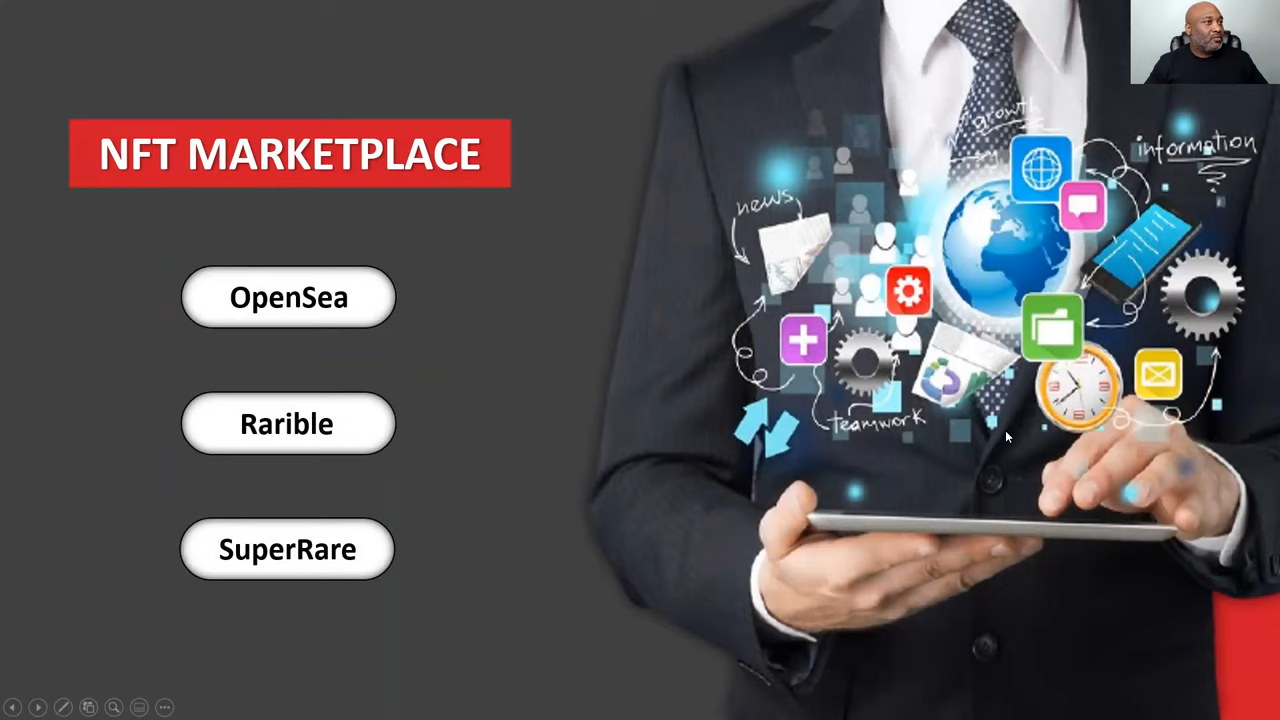 NFT MARKETPLACE
OpenSea
Rarible
SuperRare
growth
information
news
teamwork